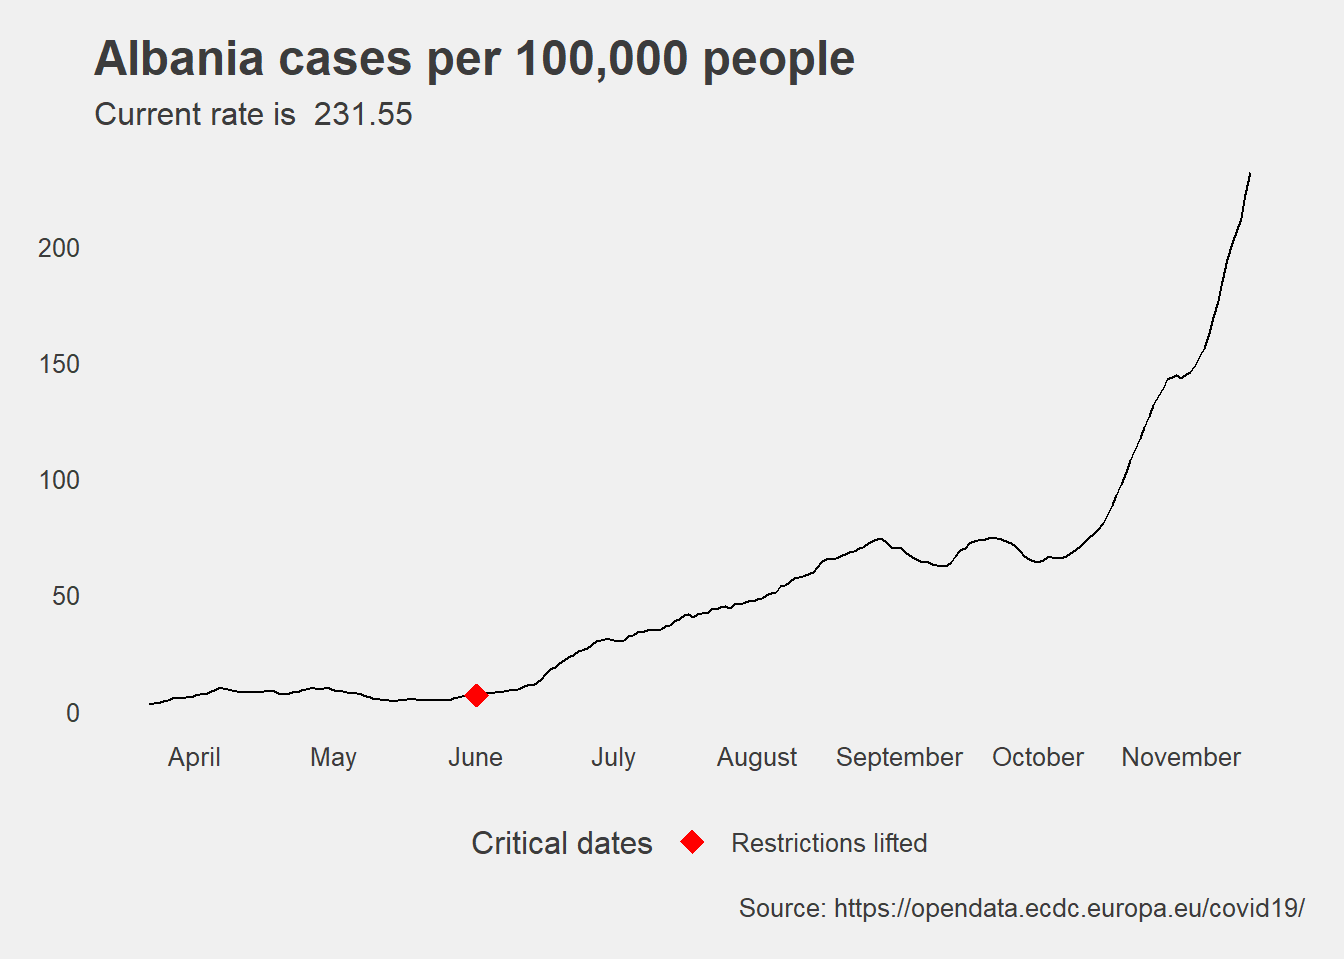 Albania cases per 100,000 people
Current rate is  231.55
200
150
100
50
0
April May June July August September October November
Critical dates Restrictions lifted
Source: https://opendata.ecdc.europa.eu/covid19/